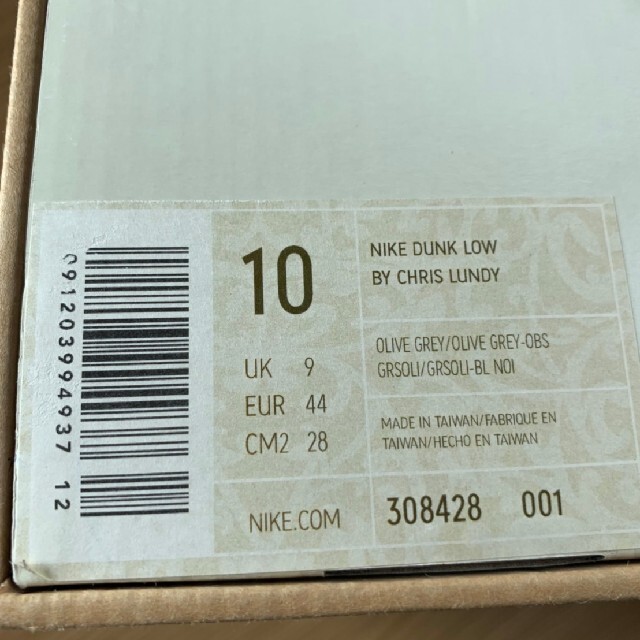 091203994937 12
10
UK 9
EUR 44
CM2 28
NIKE.COM
NIKE DUNK LOW
BY CHRIS LUNDY
OLIVE GREY/OLIVE GREY-OBS
GRSOLI/GRSOLI-BL NOI
MADE IN TAIWAN/FABRIQUE EN
TAIWAN/HECHO EN TAIWAN
308428 001